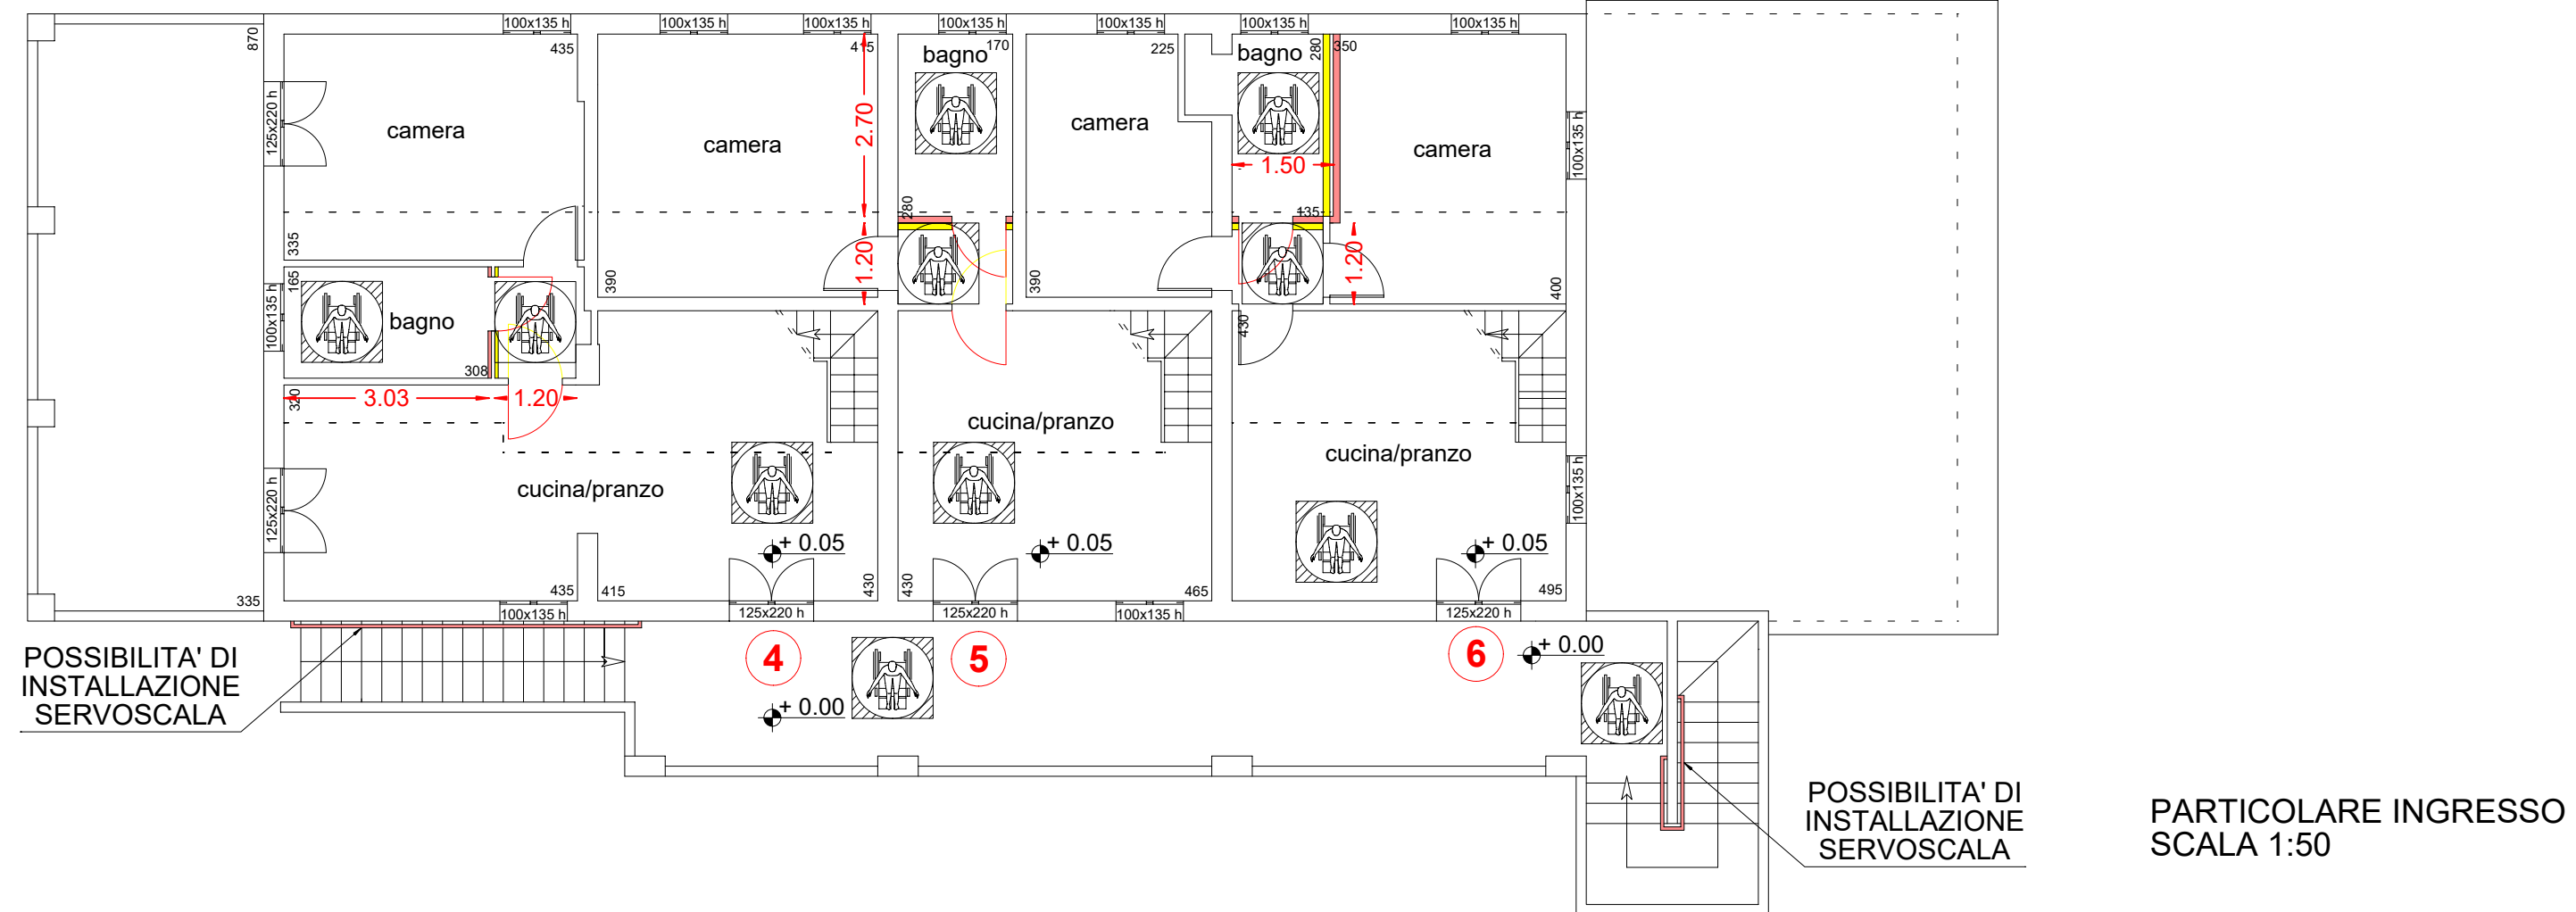 100x135 h
100x135 h
100x135 h
100x135 h
100x135 h
100x135 h
100x135 h
870
435
415
170
225
280
350
bagno
bagno
125x220 h
camera
camera
camera
camera
2.70
1.50
100x135 h
335
280
135
1.20
1.20
390
390
400
165
100x135 h
bagno
308
430
320
3.03
1.20
cucina/pranzo
cucina/pranzo
cucina/pranzo
125x220 h
100x135 h
+ 0.05
+ 0.05
+ 0.05
335
435
415
430
430
465
495
100x135 h
125x220 h
125x220 h
100x135 h
125x220 h
4
5
6
+ 0.00
+ 0.00
POSSIBILITA' DI
INSTALLAZIONE
SERVOSCALA
POSSIBILITA' DI
INSTALLAZIONE
SERVOSCALA
PARTICOLARE INGRESSO
SCALA 1:50